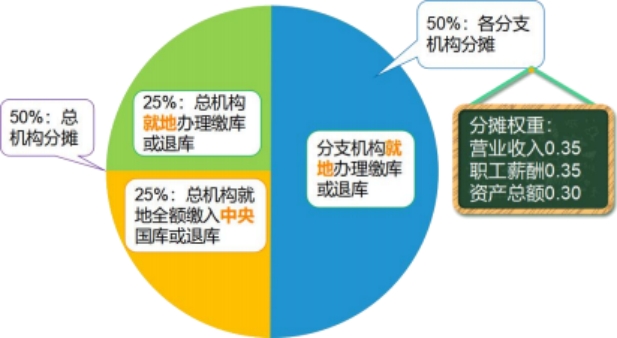 50%：各分支
机构分摊
50%：总
机构分摊
25%：总机构
就地办理缴库
或退库
分支机构就
地办理缴库
或退库
25%：总机构就
地全额缴入中央
国库或退库
分摊权重：
营业收入0.35
职工薪酬0.35
资产总额0.30